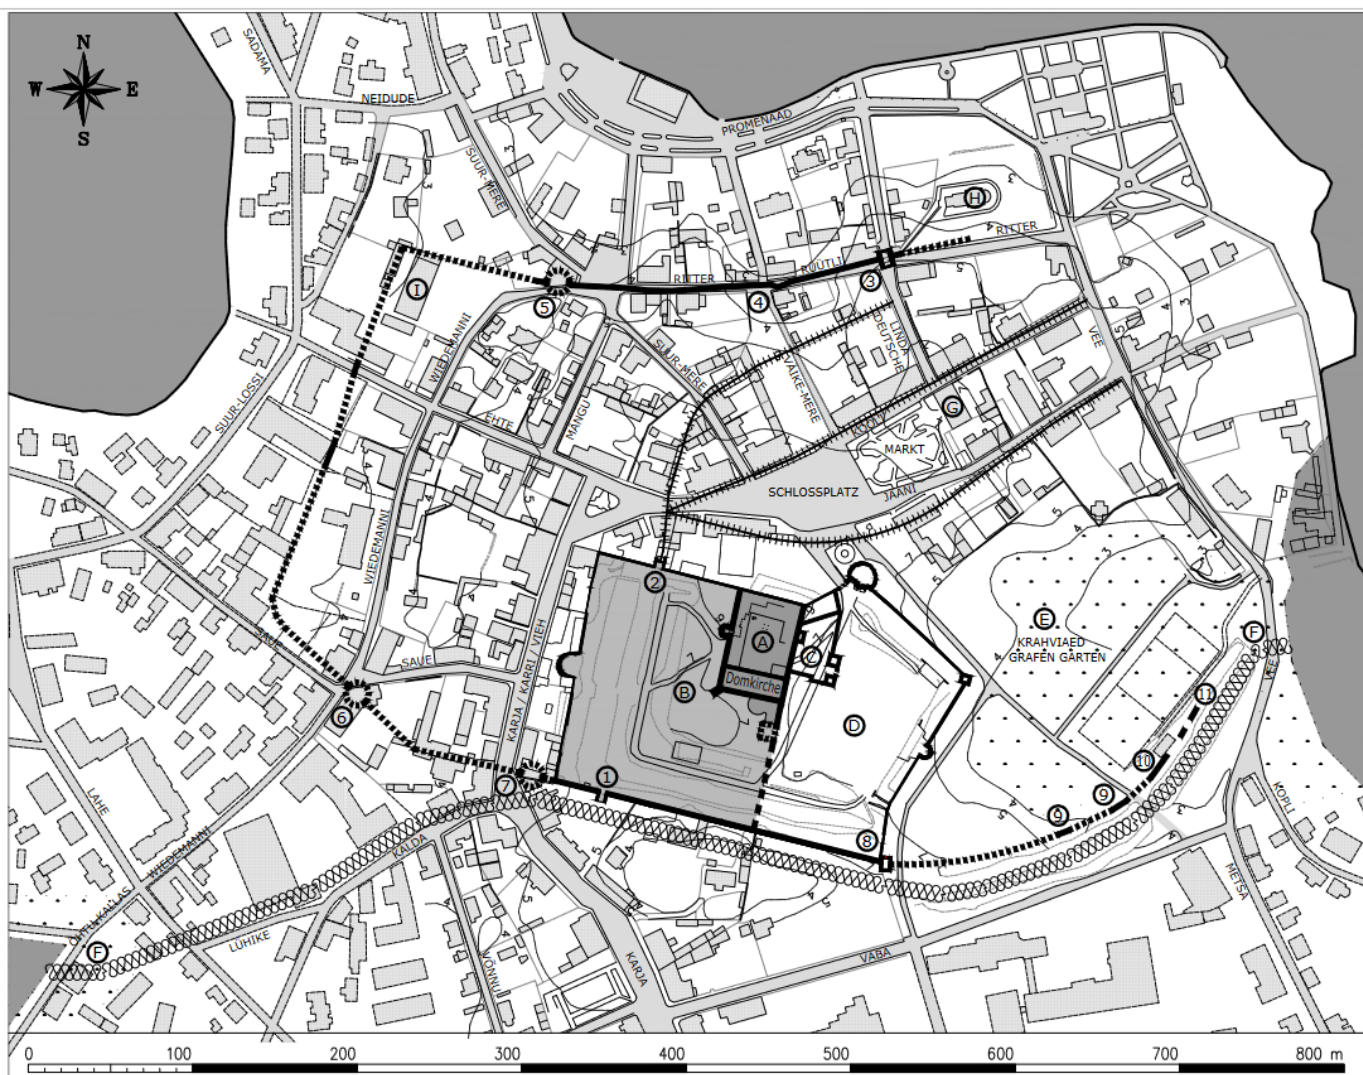 N
W E
S
SADAMA
NEIDUDE
SUUR-MERE
PROMENAAD
H
RITTER
RÜÜTLI
RITTER
3
4
5
I
WIEDEMANNI
SUUR-MERE
VÄIKE-MERE
LINDA
DEUTSCHE
VEE
SUUR-LOSSI
EHTE
MANGU
KOOLI
G
MARKT
SCHLOSSPLATZ
JAANI
WIEDEMANNI
2
A
C
E
KRAHVIAED
GRAFEN GÄRTEN
F
VEE
SAUE
SAUE
KARJA / KARRI / VIEH
B
Domkirche
D
6
7
1
8
9
9
10
11
KOPLI
METSA
LAHE
WIEDEMANNI
KALDA
F
LÜHIKE
VÕNNU
KARJA
VABA
0 100 200 300 400 500 600 700 800 m